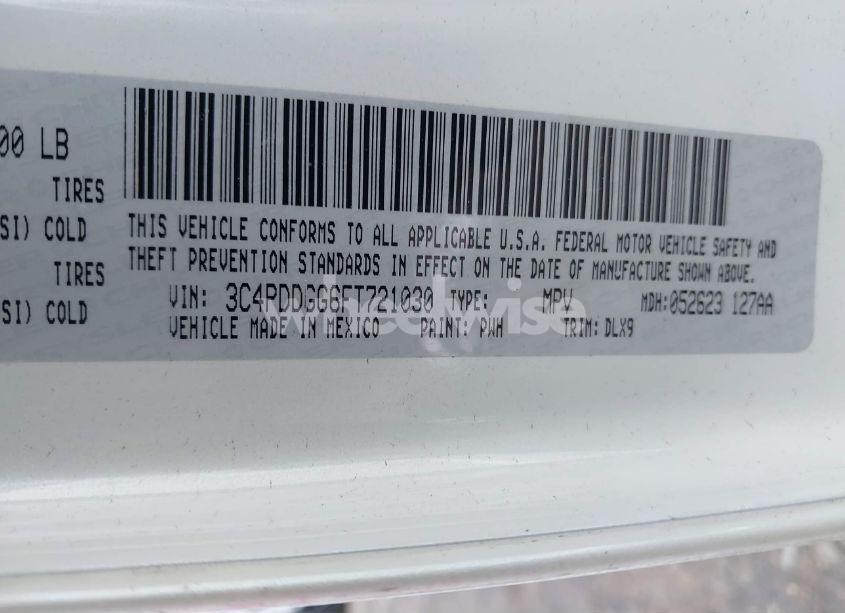 00 LB
TIRES
SI) COLD
TIRES
SI) COLD
THIS VEHICLE CONFORMS TO ALL APPLICABLE U.S.A. FEDERAL MOTOR VEHICLE SAFETY AND
THEFT PREVENTION STANDARDS IN EFFECT ON THE DATE OF MANUFACTURE SHOWN ABOVE.
VIN: 3C4PDDGG6FT721030 TYPE: MPV MDH:052623 127AA
VEHICLE MADE IN MEXICO PAINT: PWH TRIM: DLX9
wheelwise